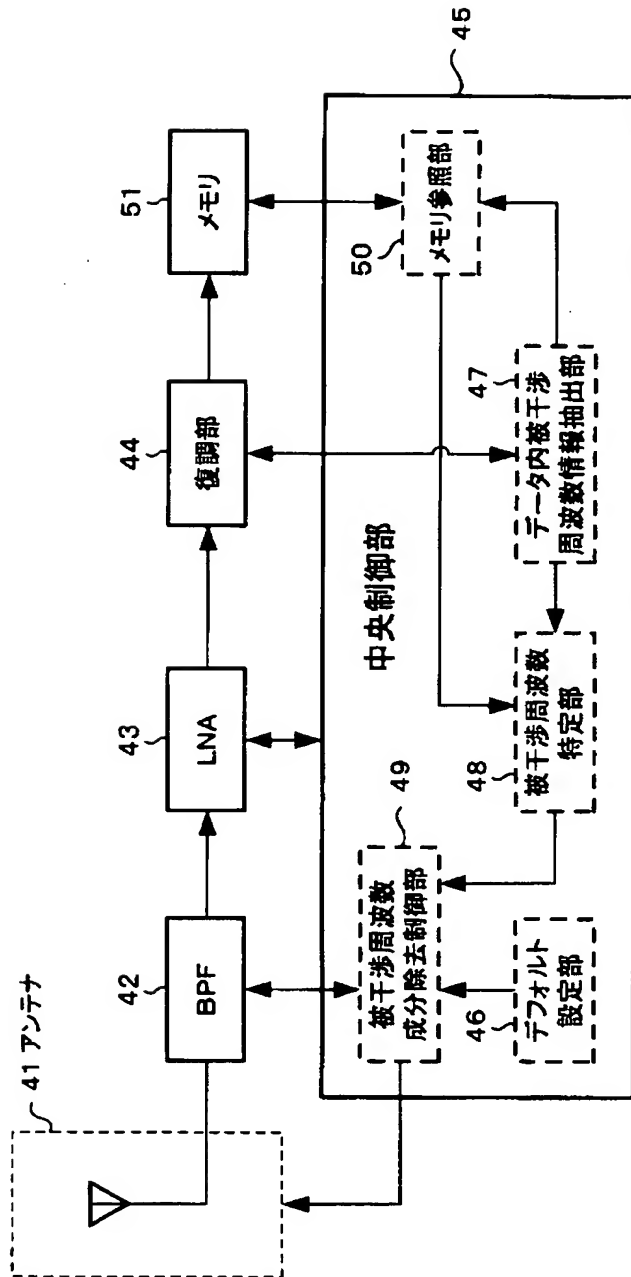 41 アンテナ
42
BPF
43
LNA
44
復調部
51
メモリ
45
中央制御部
49
被干渉周波数
成分除去制御部
46
デフォルト
設定部
48
被干渉周波数
特定部
47
データ内被干渉
周波数情報抽出部
50
メモリ参照部